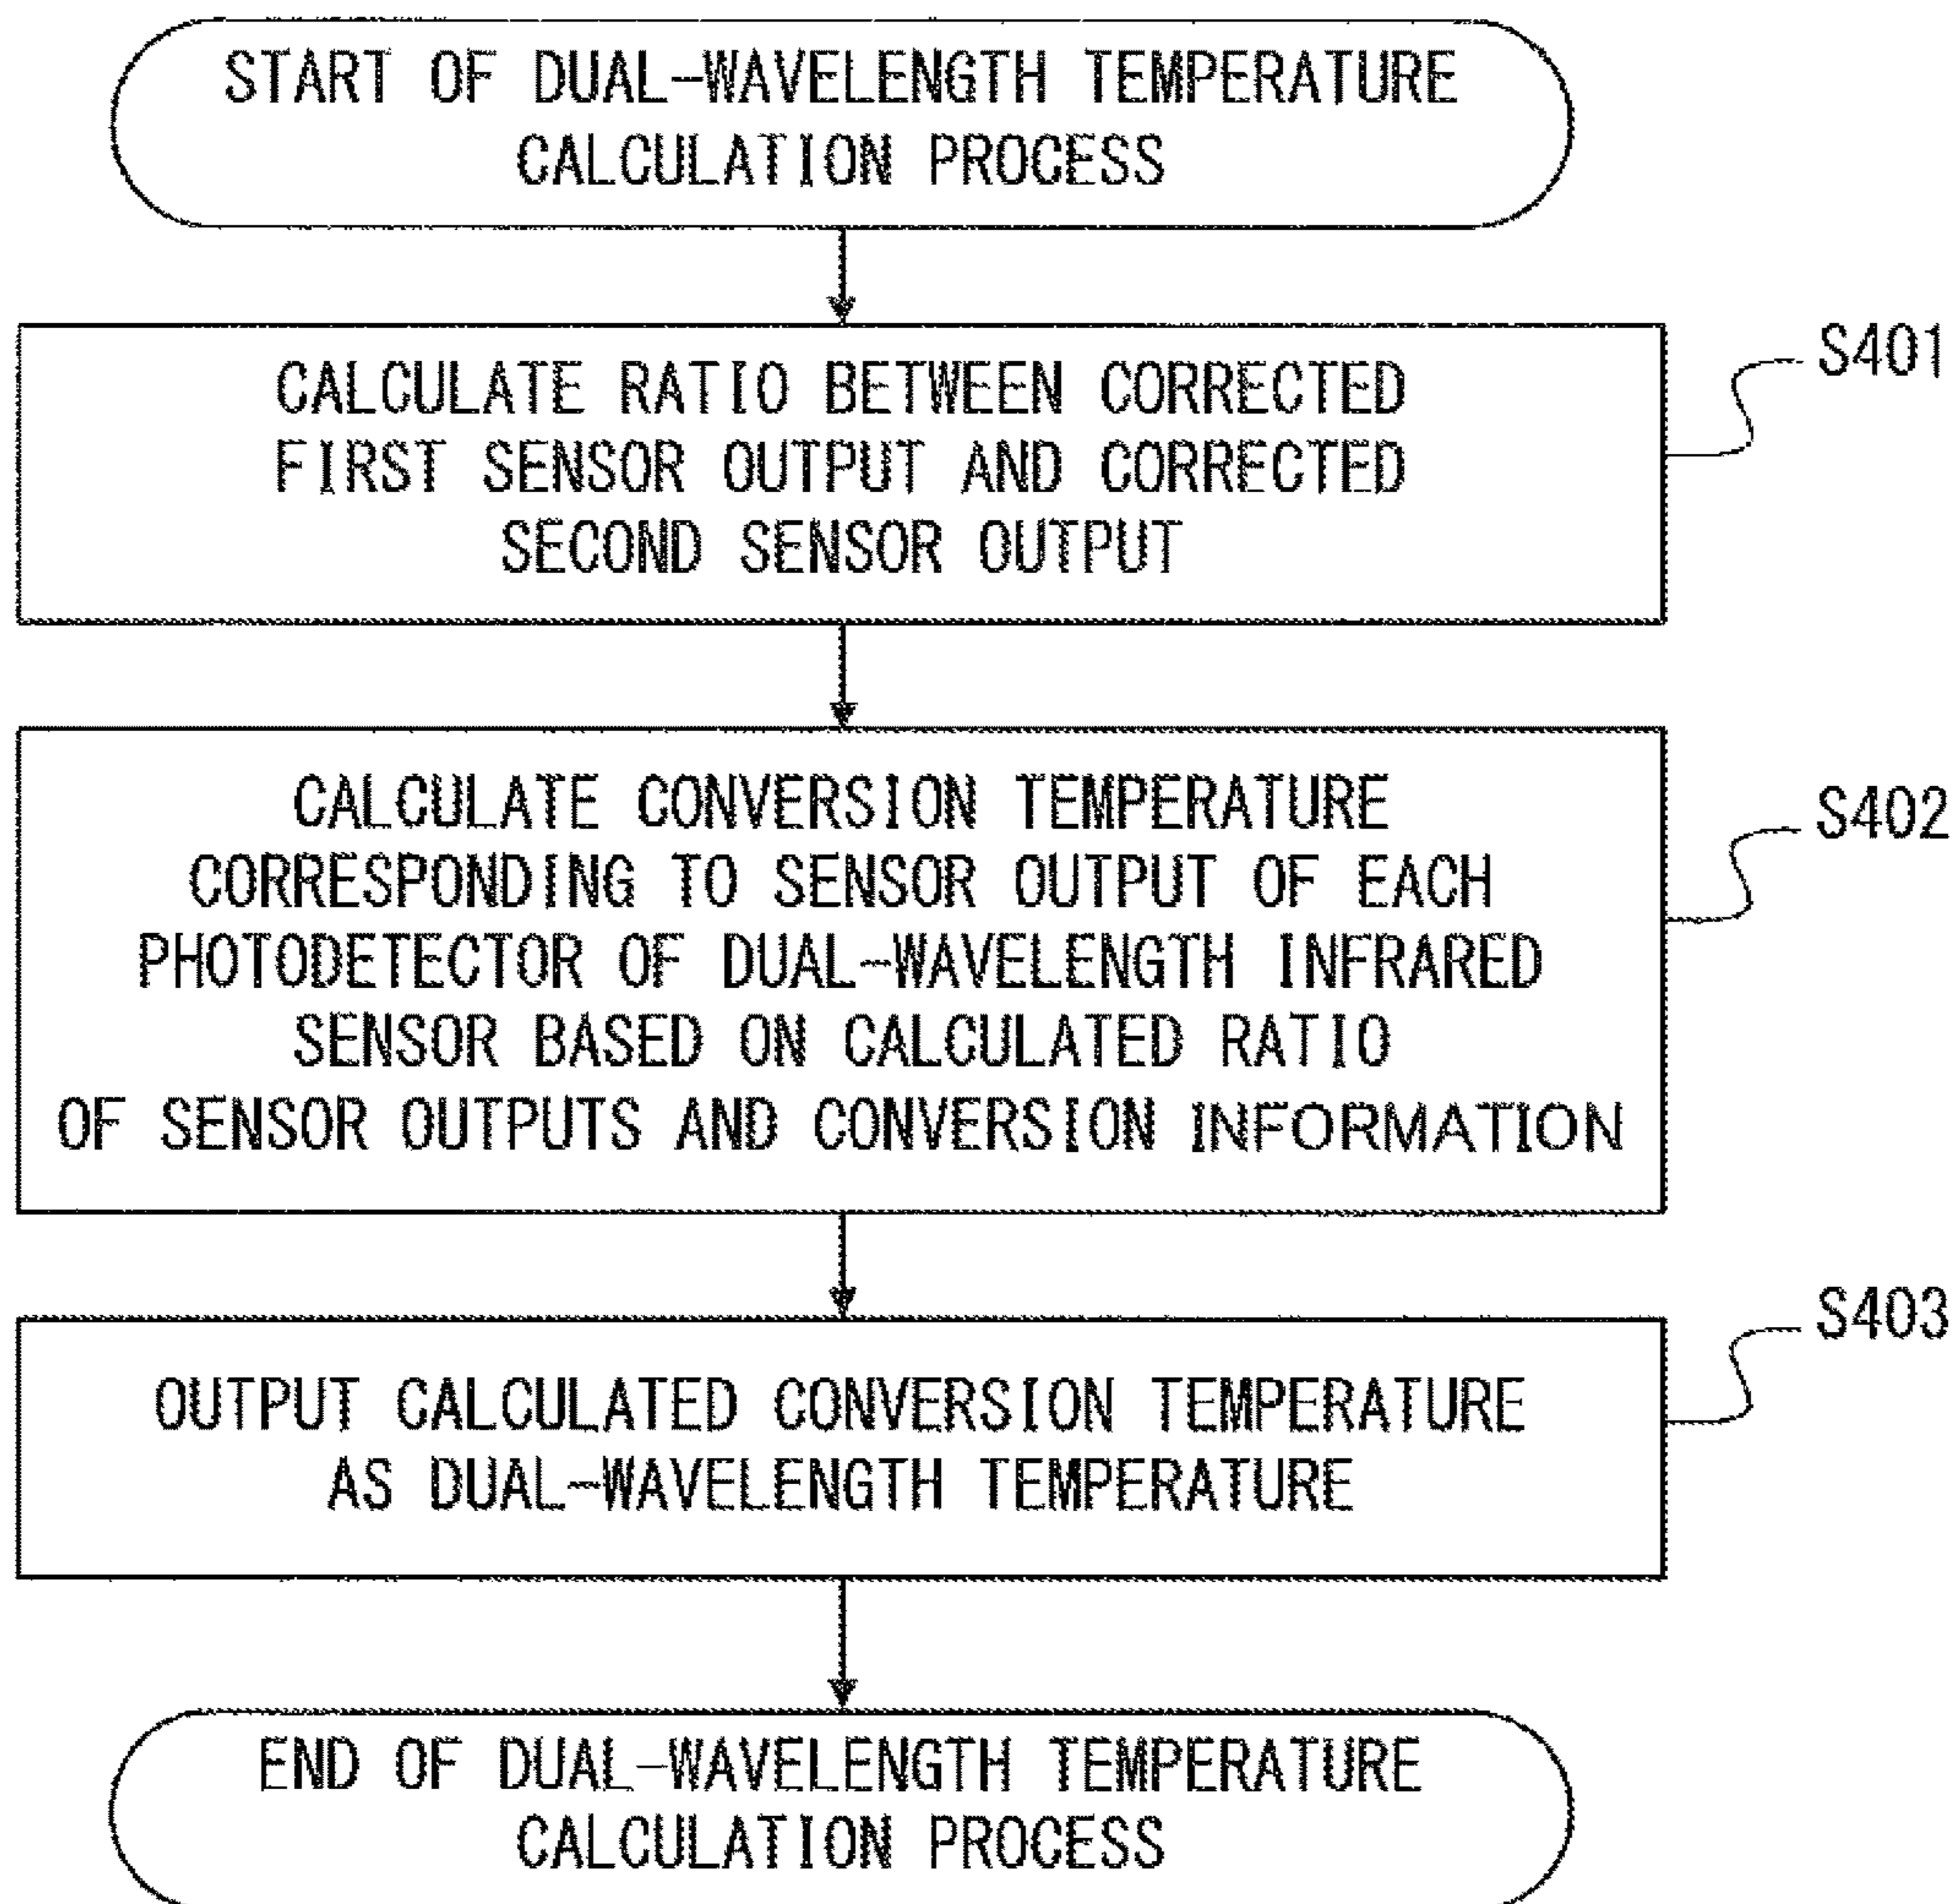 START OF DUAL-WAVELENGTH TEMPERATURE
CALCULATION PROCESS
CALCULATE RATIO BETWEEN CORRECTED
FIRST SENSOR OUTPUT AND CORRECTED
SECOND SENSOR OUTPUT
S401
CALCULATE CONVERSION TEMPERATURE
CORRESPONDING TO SENSOR OUTPUT OF EACH
PHOTODETECTOR OF DUAL-WAVELENGTH INFRARED
SENSOR BASED ON CALCULATED RATIO
OF SENSOR OUTPUTS AND CONVERSION INFORMATION
S402
OUTPUT CALCULATED CONVERSION TEMPERATURE
AS DUAL-WAVELENGTH TEMPERATURE
S403
END OF DUAL-WAVELENGTH TEMPERATURE
CALCULATION PROCESS